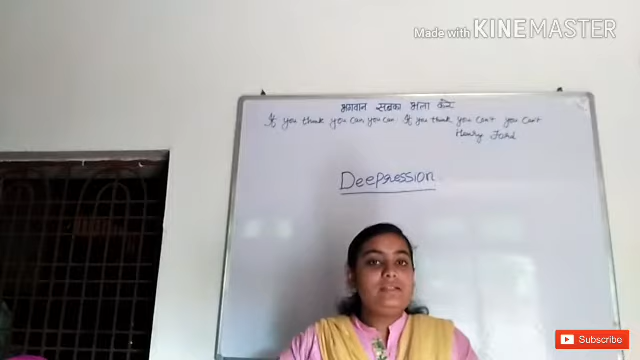 Made with KINEMASTER
भगवान सबका भला करे
If you think you can you can If you think you can't you can't
Henry Ford
Deepression
Subscribe